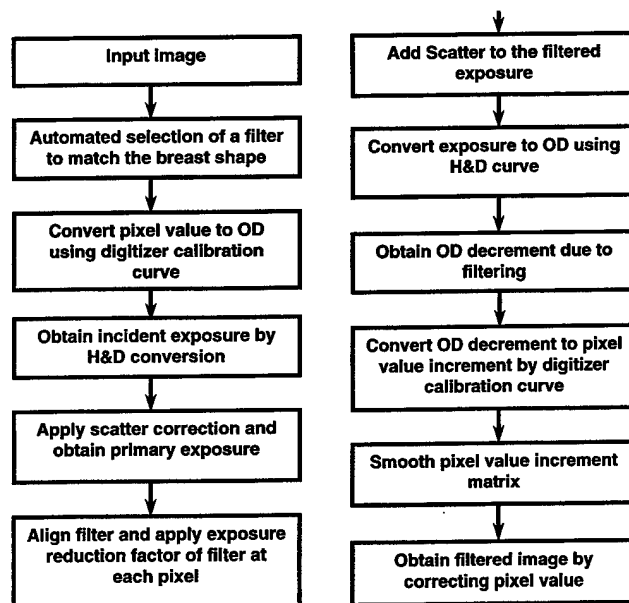 Input image
Automated selection of a filter
to match the breast shape
Convert pixel value to OD
using digitizer calibration
curve
Obtain incident exposure by
H&D conversion
Apply scatter correction and
obtain primary exposure
Align filter and apply exposure
reduction factor of filter at
each pixel
Add Scatter to the filtered
exposure
Convert exposure to OD using
H&D curve
Obtain OD decrement due to
filtering
Convert OD decrement to pixel
value increment by digitizer
calibration curve
Smooth pixel value increment
matrix
Obtain filtered image by
correcting pixel value